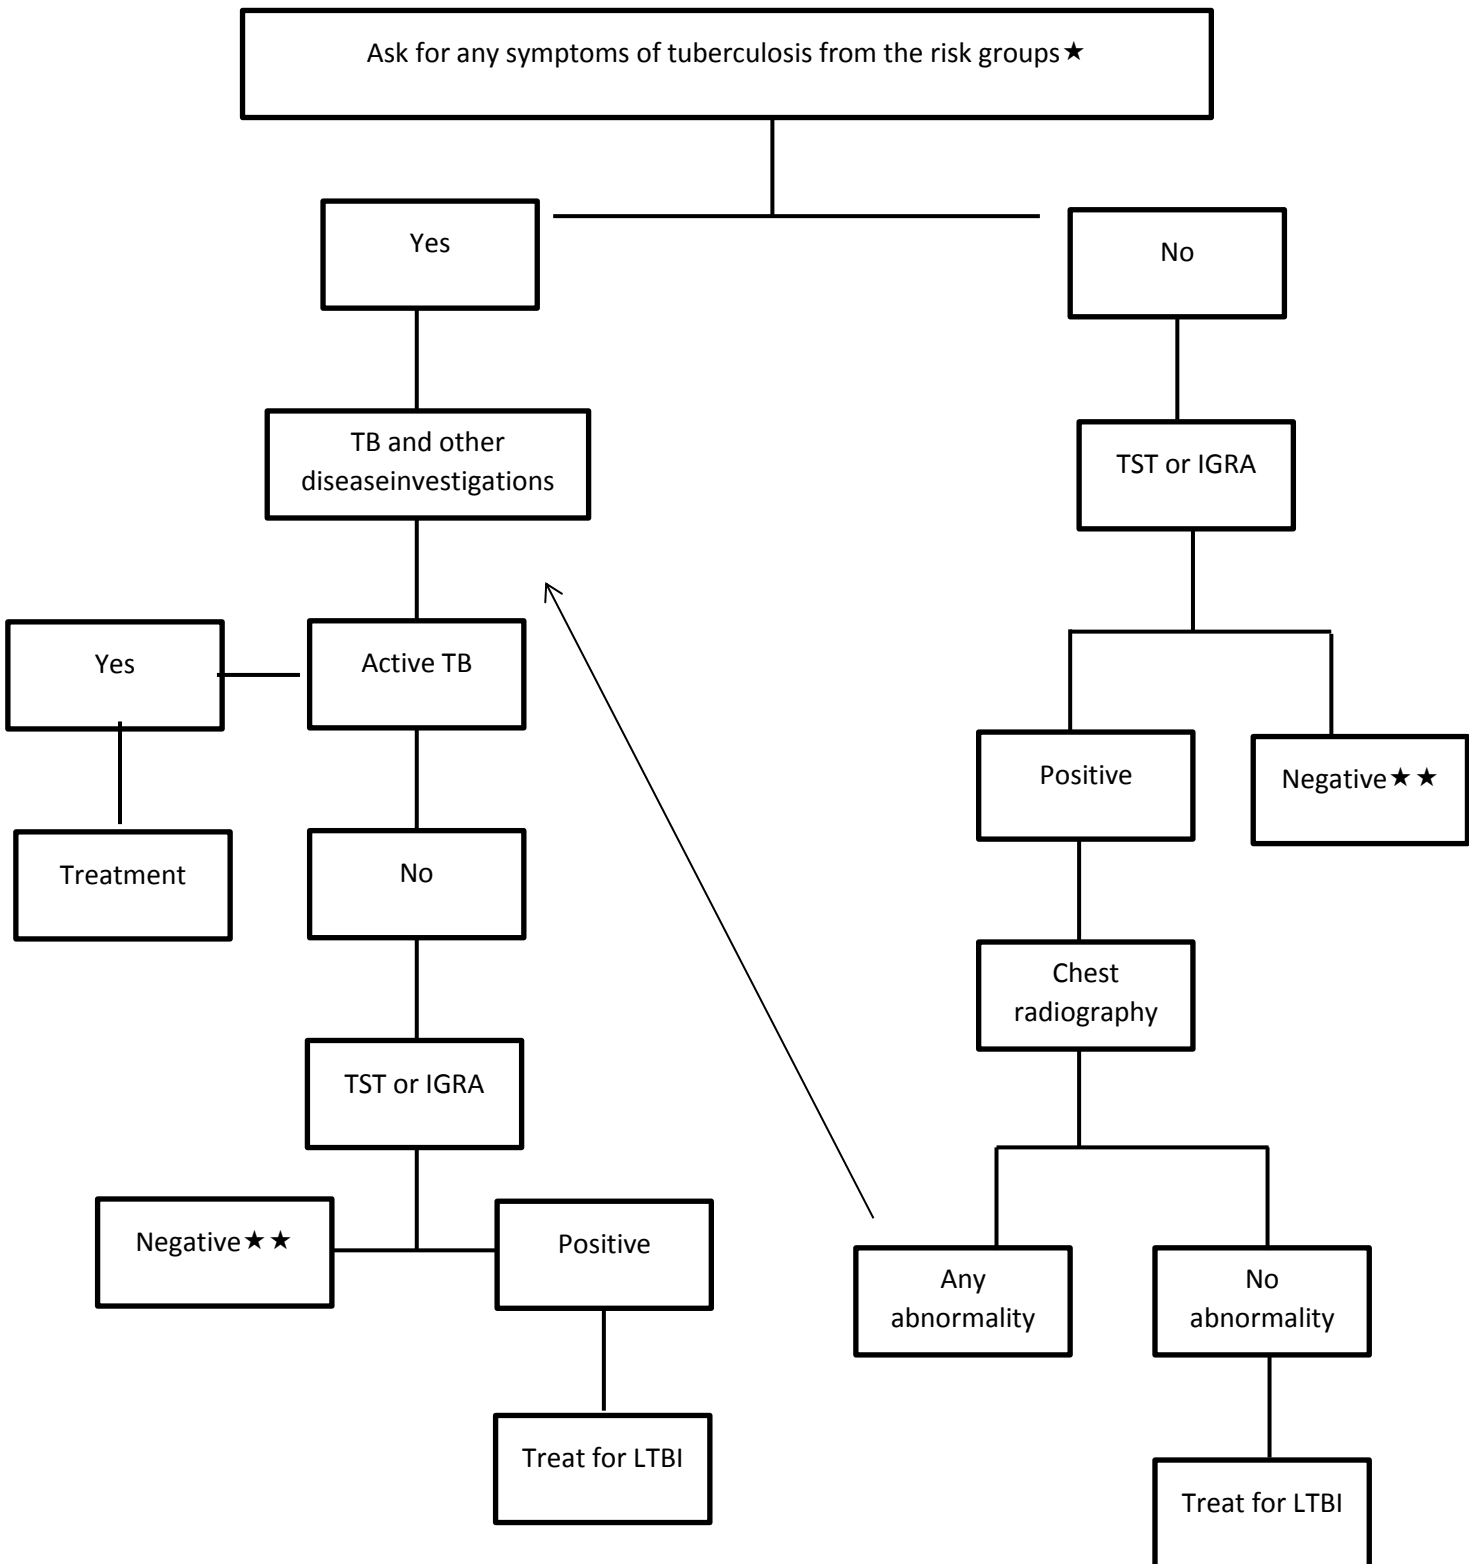 Ask for any symptoms of tuberculosis from the risk groups★
Yes
No
TB and other
diseaseinvestigations
TST or IGRA
Yes
Active TB
Positive
Negative★★
Treatment
No
Chest
radiography
TST or IGRA
Negative★★
Positive
Any
abnormality
No
abnormality
Treat for LTBI
Treat for LTBI